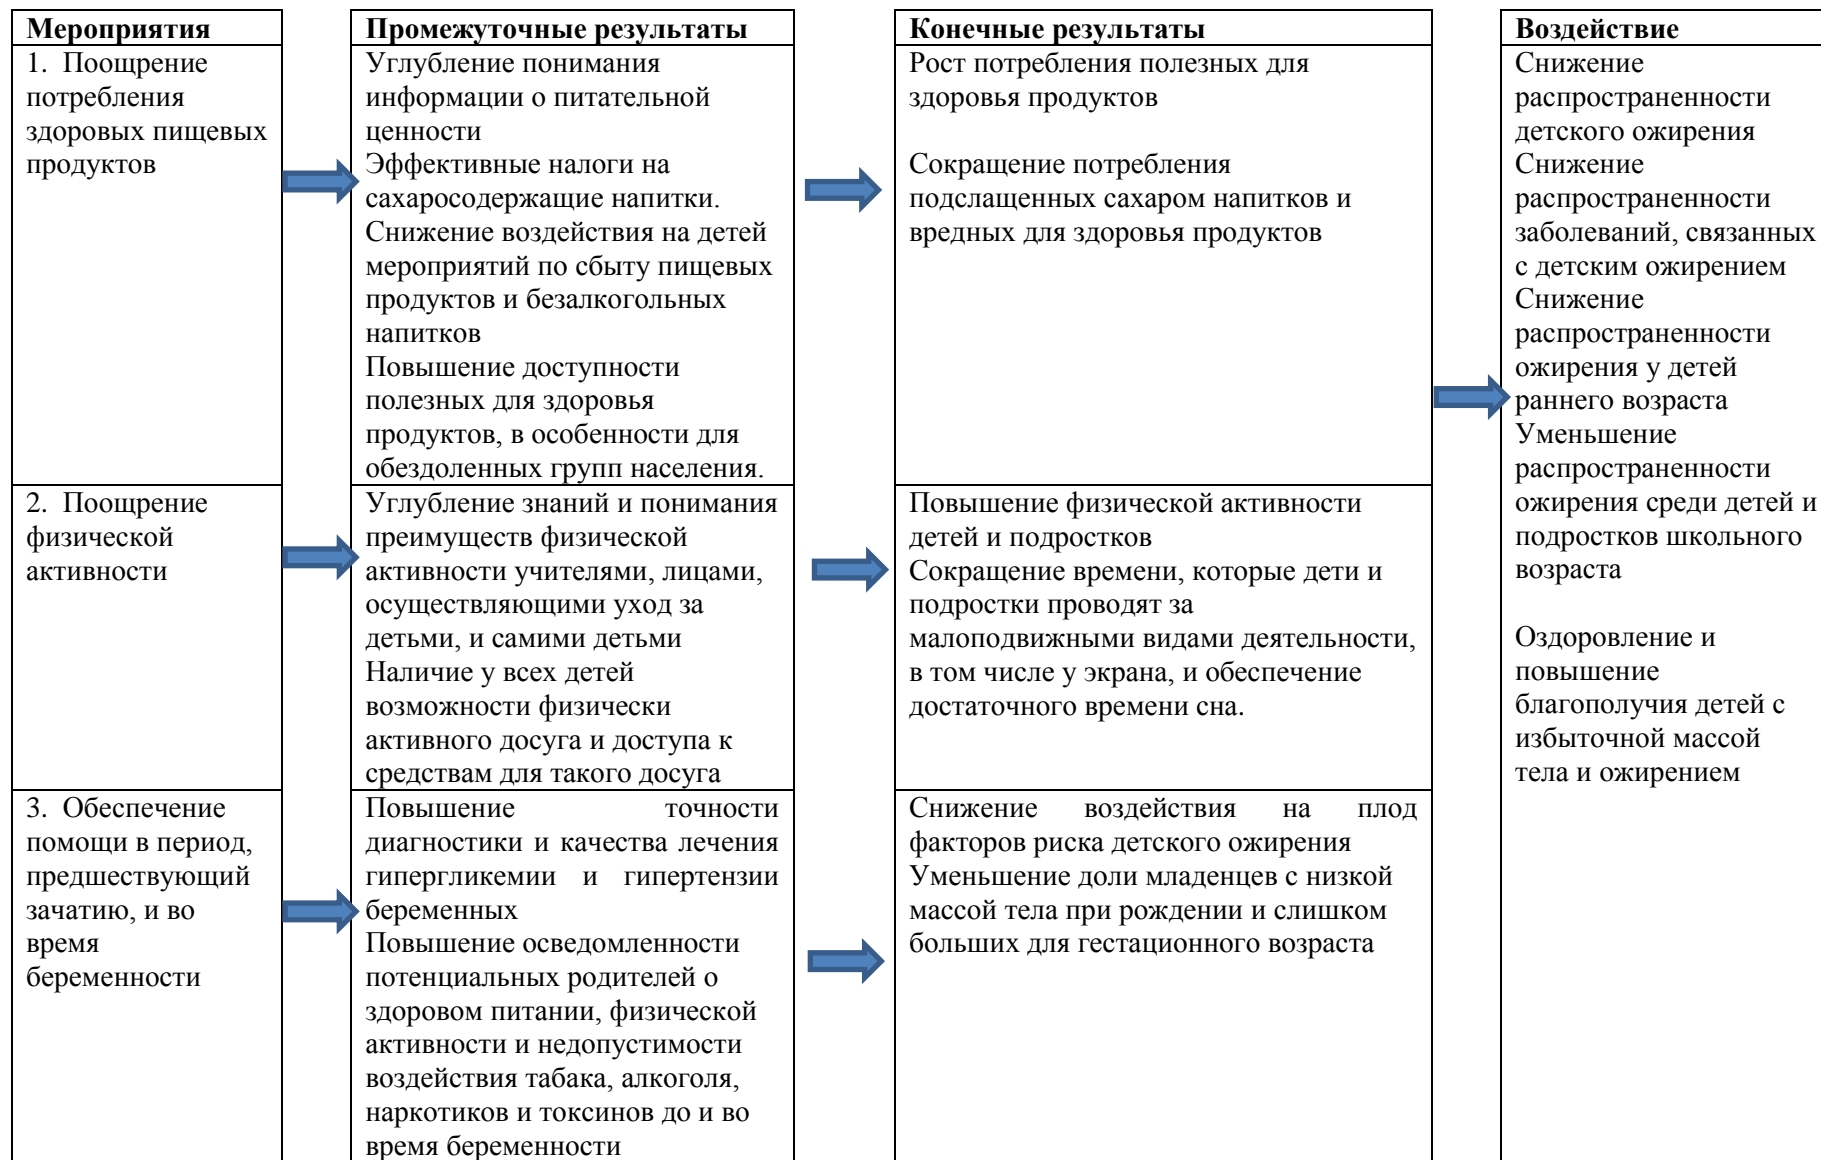 Мероприятия
1. Поощрение
потребления
здоровых пищевых
продуктов
2. Поощрение
физической
активности
3. Обеспечение
помощи в период,
предшествующий
зачатию, и во
время
беременности
Промежуточные результаты
Углубление понимания
информации о питательной
ценности
Эффективные налоги на
сахаросодержащие напитки.
Снижение воздействия на детей
мероприятий по сбыту пищевых
продуктов и безалкогольных
напитков
Повышение доступности
полезных для здоровья
продуктов, в особенности для
обездоленных групп населения.
Углубление знаний и понимания
преимуществ физической
активности учителями, лицами,
осуществляющими уход за
детьми, и самими детьми
Наличие у всех детей
возможности физически
активного досуга и доступа к
средствам для такого досуга
Повышение точности
диагностики и качества лечения
гипергликемии и гипертензии
беременных
Повышение осведомленности
потенциальных родителей о
здоровом питании, физической
активности и недопустимости
воздействия табака, алкоголя,
наркотиков и токсинов до и во
время беременности
Конечные результаты
Рост потребления полезных для
здоровья продуктов
Сокращение потребления
подслащенных сахаром напитков и
вредных для здоровья продуктов
Повышение физической активности
детей и подростков
Сокращение времени, которые дети и
подростки проводят за
малоподвижными видами деятельности,
в том числе у экрана, и обеспечение
достаточного времени сна.
Снижение воздействия на плод
факторов риска детского ожирения
Уменьшение доли младенцев с низкой
массой тела при рождении и слишком
больших для гестационного возраста
Воздействие
Снижение
распространенности
детского ожирения
Снижение
распространенности
заболеваний, связанных
с детским ожирением
Снижение
распространенности
ожирения у детей
раннего возраста
Уменьшение
распространенности
ожирения среди детей и
подростков школьного
возраста
Оздоровление и
повышение
благополучия детей с
избыточной массой
тела и ожирением